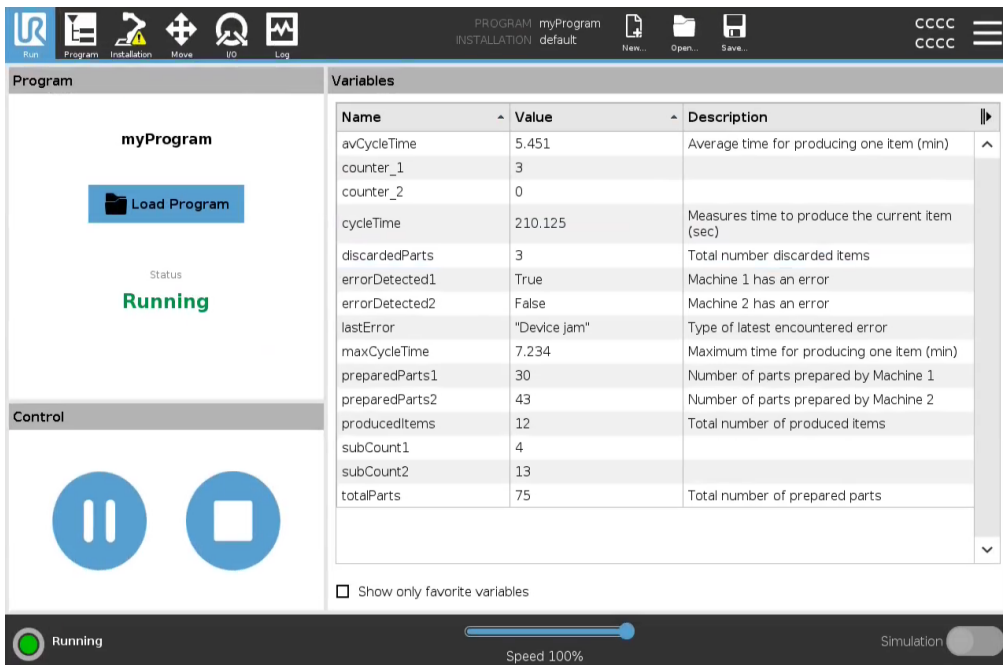 UR
PROGRAM myProgram
INSTALLATION default
CCCC
CCCC
Run Program Installation Move I/O Log New... Open... Save...
Program
myProgram
Load Program
Status
Running
Control
Variables
Name Value Description
avCycleTime 5.451 Average time for producing one item (min)
counter_1 3
counter_2 0
cycleTime 210.125 Measures time to produce the current item
(sec)
discardedParts 3 Total number discarded items
errorDetected1 True Machine 1 has an error
errorDetected2 False Machine 2 has an error
lastError "Device jam" Type of latest encountered error
maxCycleTime 7.234 Maximum time for producing one item (min)
preparedParts1 30 Number of parts prepared by Machine 1
preparedParts2 43 Number of parts prepared by Machine 2
producedItems 12 Total number of produced items
subCount1 4
subCount2 13
totalParts 75 Total number of prepared parts
Show only favorite variables
Running
Speed 100%
Simulation